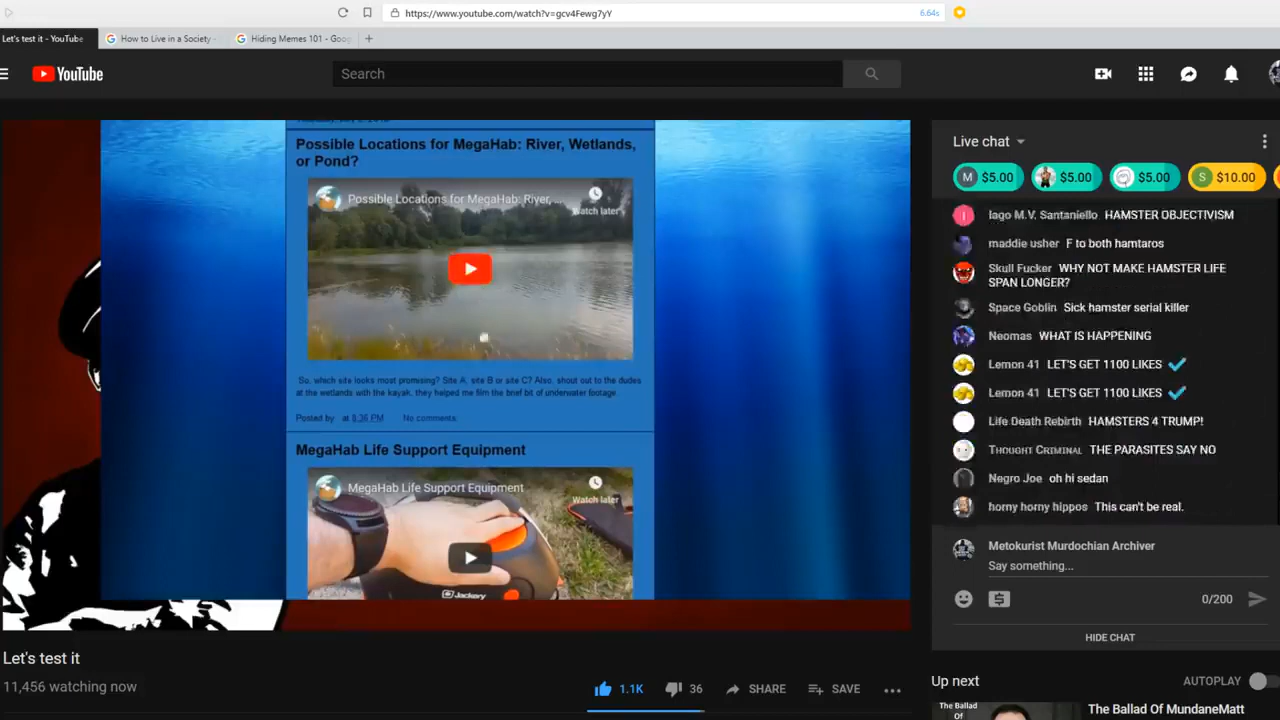 https://www.youtube.com/watch?v=gcv4Fewg7yY
6.64s
Let's test it - YouTube
How to Live in a Society -
Hiding Memes 101 - Goog
YouTube
Search
Possible Locations for MegaHab: River, Wetlands,
or Pond?
Possible Locations for MegaHab: River, ...
Watch later
So, which site looks most promising? Site A, site B or site C? Also, shout out to the dudes
at the wetlands with the kayak, they helped me film the brief bit of underwater footage.
Posted by at 8:36 PM No comments:
MegaHab Life Support Equipment
MegaHab Life Support Equipment
Watch later
Jackery
Let's test it
11,456 watching now
1.1K
36
SHARE
SAVE
Live chat
M $5.00
$5.00
$5.00
S $10.00
I Iago M.V. Santaniello HAMSTER OBJECTIVISM
maddie usher F to both hamtaros
Skull Fucker WHY NOT MAKE HAMSTER LIFE
SPAN LONGER?
Space Goblin Sick hamster serial killer
Neomas WHAT IS HAPPENING
Lemon 41 LET'S GET 1100 LIKES
Lemon 41 LET'S GET 1100 LIKES
Life Death Rebirth HAMSTERS 4 TRUMP!
Thought Criminal THE PARASITES SAY NO
Negro Joe oh hi sedan
horny horny hippos This can't be real.
Metokurist Murdochian Archiver
Say something...
0/200
HIDE CHAT
Up next
AUTOPLAY
The Ballad
Of
The Ballad Of MundaneMatt